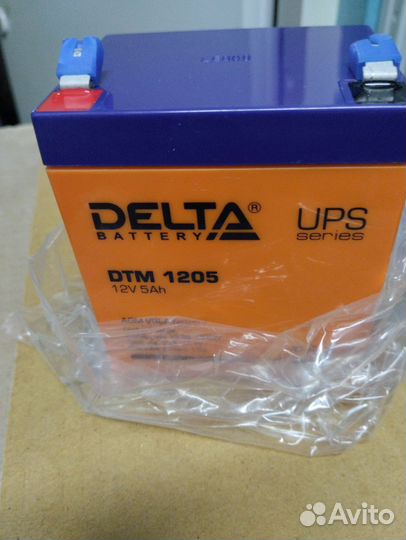 DELTA®
BATTERY
UPS
series
DTM 1205
12V 5Ah
Avito